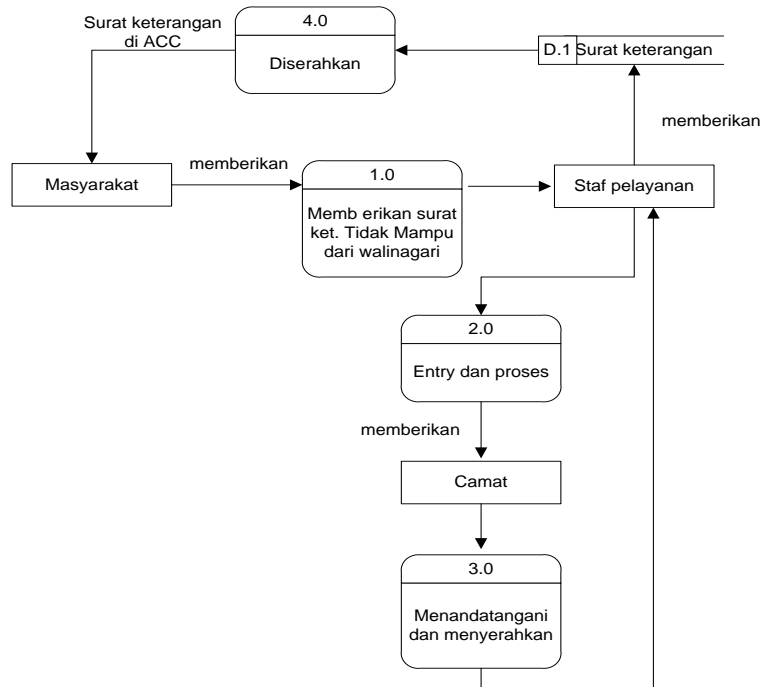 Surat keterangan
di ACC
4.0
Diserahkan
D.1 Surat keterangan
memberikan
Masyarakat
memberikan
1.0
Memb erikan surat
ket. Tidak Mampu
dari walinagari
Staf pelayanan
2.0
Entry dan proses
memberikan
Camat
3.0
Menandatangani
dan menyerahkan